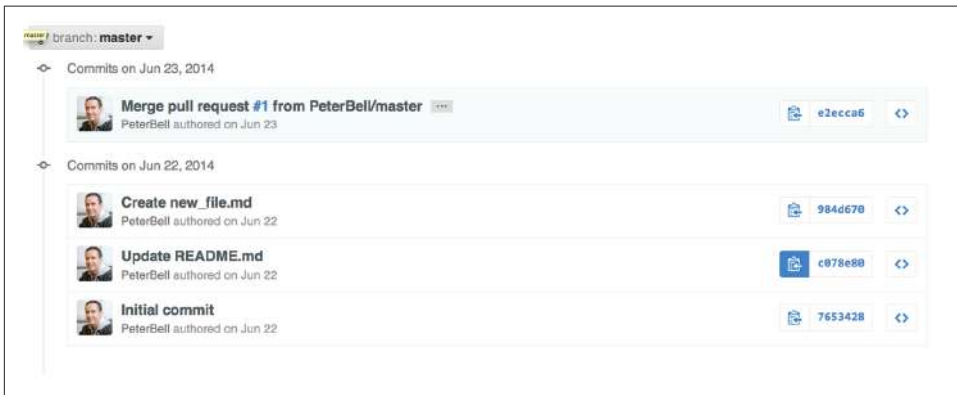 master branch: master
Commits on Jun 23, 2014
Merge pull request #1 from PeterBell/master ...
PeterBell authored on Jun 23
e2ecca6 <>
Commits on Jun 22, 2014
Create new_file.md
PeterBell authored on Jun 22
984d670 <>
Update README.md
PeterBell authored on Jun 22
c078e80 <>
Initial commit
PeterBell authored on Jun 22
7653428 <>